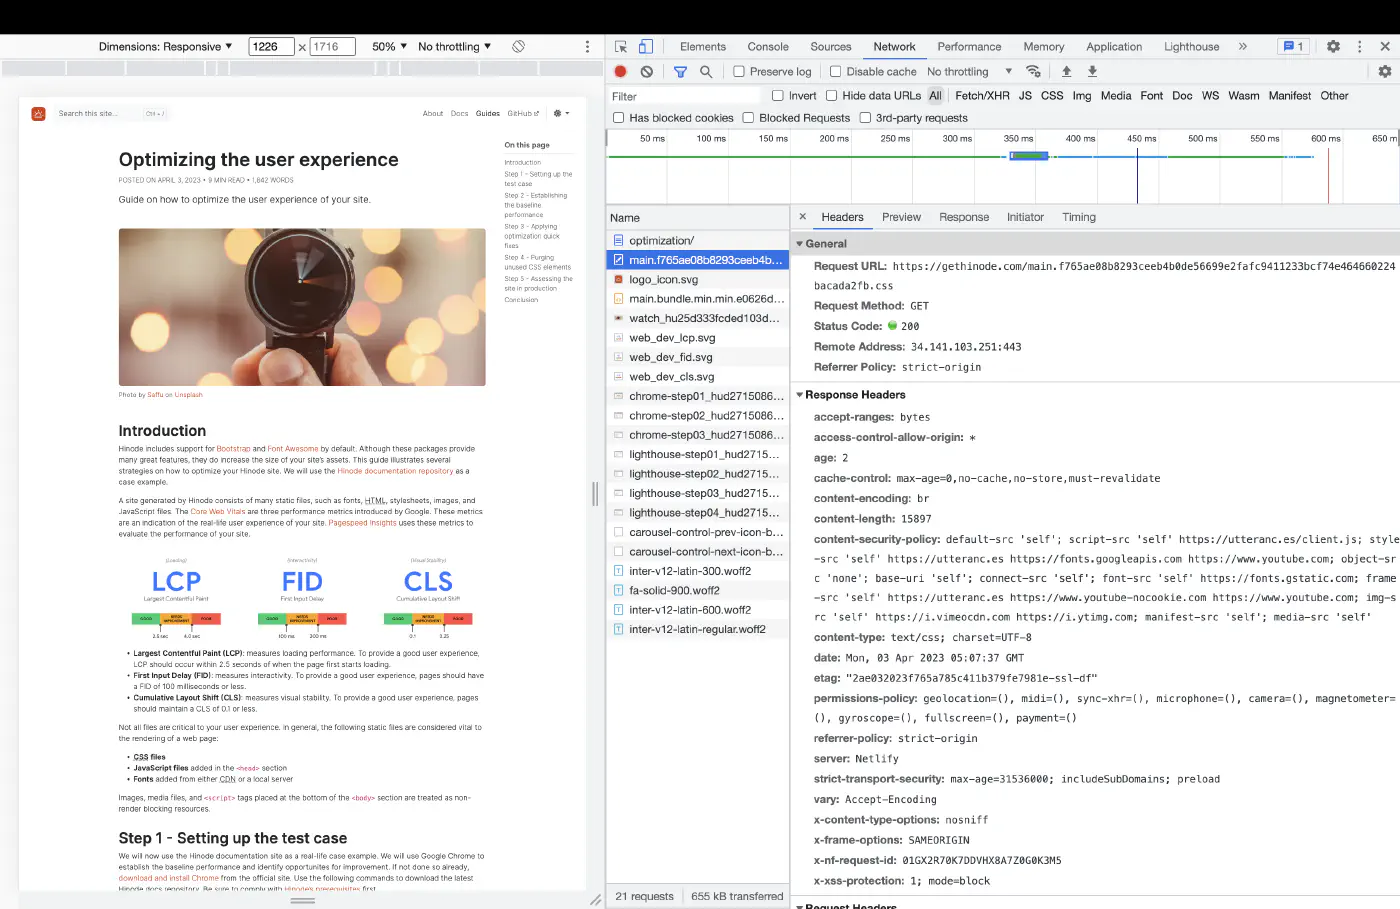 Dimensions: Responsive ▼ 1226 × 1716 50% ▼ No throttling ▼
Search this site... Ctrl + /
About Docs Guides GitHub
Optimizing the user experience
POSTED ON APRIL 3, 2023 • 9 MIN READ • 1,842 WORDS
Guide on how to optimize the user experience of your site.
On this page
Introduction
Step 1 - Setting up the
test case
Step 2 - Establishing
the baseline
performance
Step 3 - Applying
optimization quick
fixes
Step 4 - Purging
unused CSS elements
Step 5 - Assessing the
site in production
Conclusion
Photo by Saffu on Unsplash
Introduction
Hinode includes support for Bootstrap and Font Awesome by default. Although these packages provide
many great features, they do increase the size of your site's assets. This guide illustrates several
strategies on how to optimize your Hinode site. We will use the Hinode documentation repository as a
case example.
A site generated by Hinode consists of many static files, such as fonts, HTML, stylesheets, images, and
JavaScript files. The Core Web Vitals are three performance metrics introduced by Google. These metrics
are an indication of the real-life user experience of your site. Pagespeed Insights uses these metrics to
evaluate the performance of your site.
(Loading) (Interactivity) (Visual Stability)
LCP FID CLS
Largest Contentful Paint First Input Delay Cumulative Layout Shift
GOOD NEEDS IMPROVEMENT POOR GOOD NEEDS IMPROVEMENT POOR GOOD NEEDS IMPROVEMENT POOR
2.5 sec 4.0 sec 100 ms 300 ms 0.1 0.25
• Largest Contentful Paint (LCP): measures loading performance. To provide a good user experience,
LCP should occur within 2.5 seconds of when the page first starts loading.
• First Input Delay (FID): measures interactivity. To provide a good user experience, pages should have
a FID of 100 milliseconds or less.
• Cumulative Layout Shift (CLS): measures visual stability. To provide a good user experience, pages
should maintain a CLS of 0.1 or less.
Not all files are critical to your user experience. In general, the following static files are considered vital to
the rendering of a web page:
• CSS files
• JavaScript files added in the <head> section
• Fonts added from either CDN or a local server
Images, media files, and <script> tags placed at the bottom of the <body> section are treated as non-
render blocking resources.
Step 1 - Setting up the test case
We will now use the Hinode documentation site as a real-life case example. We will use Google Chrome to
establish the baseline performance and identify opportunites for improvement. If not done so already,
download and install Chrome from the official site. Use the following commands to download the latest
Hinode docs repository. Be sure to comply with Hinode's prerequisites first.
Elements Console Sources Network Performance Memory Application Lighthouse » 1
Preserve log Disable cache No throttling ▼
Filter Invert Hide data URLs All Fetch/XHR JS CSS Img Media Font Doc WS Wasm Manifest Other
Has blocked cookies Blocked Requests 3rd-party requests
50 ms 100 ms 150 ms 200 ms 250 ms 300 ms 350 ms 400 ms 450 ms 500 ms 550 ms 600 ms 650 m
Name
optimization/
main.f765ae08b8293ceeb4b...
logo_icon.svg
main.bundle.min.min.e0626d...
watch_hu25d333fcded103d...
web_dev_lcp.svg
web_dev_fid.svg
web_dev_cls.svg
chrome-step01_hud2715086...
chrome-step02_hud2715086...
chrome-step03_hud2715086...
lighthouse-step01_hud2715...
lighthouse-step02_hud2715...
lighthouse-step03_hud2715...
lighthouse-step04_hud2715...
carousel-control-prev-icon-b...
carousel-control-next-icon-b...
inter-v12-latin-300.woff2
fa-solid-900.woff2
inter-v12-latin-600.woff2
inter-v12-latin-regular.woff2
21 requests 655 kB transferred
× Headers Preview Response Initiator Timing
▼ General
Request URL: https://gethinode.com/main.f765ae08b8293ceeb4b0de56699e2fafc9411233bcf74e464660224
bacada2fb.css
Request Method: GET
Status Code: 200
Remote Address: 34.141.103.251:443
Referrer Policy: strict-origin
▼ Response Headers
accept-ranges: bytes
access-control-allow-origin: *
age: 2
cache-control: max-age=0,no-cache,no-store,must-revalidate
content-encoding: br
content-length: 15897
content-security-policy: default-src 'self'; script-src 'self' https://utteranc.es/client.js; style
-src 'self' https://utteranc.es https://fonts.googleapis.com https://www.youtube.com; object-sr
c 'none'; base-uri 'self'; connect-src 'self'; font-src 'self' https://fonts.gstatic.com; frame
-src 'self' https://utteranc.es https://www.youtube-nocookie.com https://www.youtube.com; img-s
rc 'self' https://i.vimeocdn.com https://i.ytimg.com; manifest-src 'self'; media-src 'self'
content-type: text/css; charset=UTF-8
date: Mon, 03 Apr 2023 05:07:37 GMT
etag: "2ae032023f765a785c411b379fe7981e-ssl-df"
permissions-policy: geolocation=(), midi=(), sync-xhr=(), microphone=(), camera=(), magnetometer=
(), gyroscope=(), fullscreen=(), payment=()
referrer-policy: strict-origin
server: Netlify
strict-transport-security: max-age=31536000; includeSubDomains; preload
vary: Accept-Encoding
x-content-type-options: nosniff
x-frame-options: SAMEORIGIN
x-nf-request-id: 01GX2R70K7DDVHX8A7Z0G0K3M5
x-xss-protection: 1; mode=block
▼ Request Headers